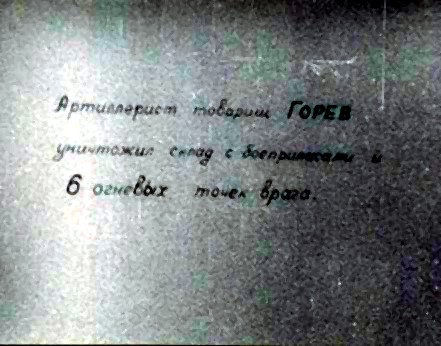 Артиллерист товарищ ГОРЕВ
уничтожил склад с боеприпасами и
6 огневых точек врага.